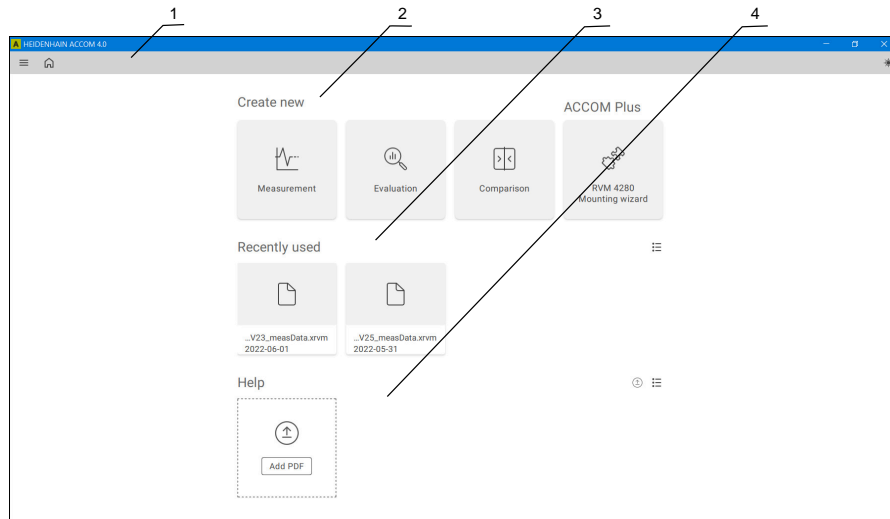 1 2 3 4
HEIDENHAIN ACCOM 4.0
Create new
ACCOM Plus
Measurement
Evaluation
Comparison
RVM 4280
Mounting wizard
Recently used
...V23_measData.xrvm
2022-06-01
...V25_measData.xrvm
2022-05-31
Help
Add PDF